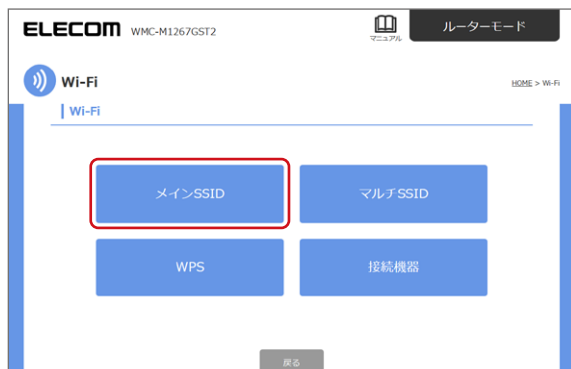 ELECOM WMC-M1267GST2
マニュアル
ルーターモード
Wi-Fi
HOME > Wi-Fi
Wi-Fi
メインSSID
マルチSSID
WPS
接続機器
戻る